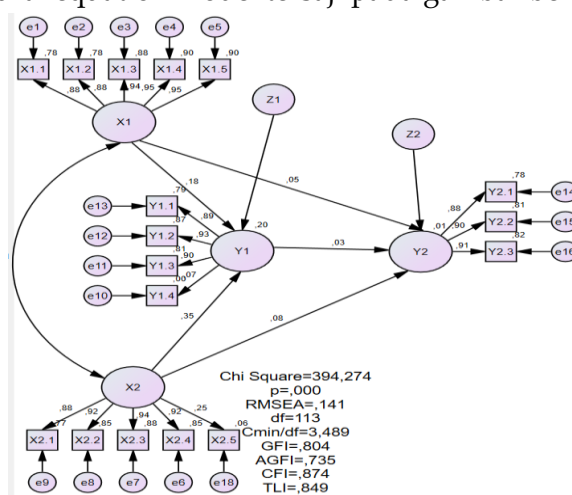 e1 e2 e3 e4 e5
,78 ,78 ,88 ,90 ,90
X1.1 X1.2 X1.3 X1.4 X1.5
,88 ,88 ,94 ,95 ,95
X1
Z1
Z2
,05
,18
,78
Y2.1 e14
,79
e13 Y1.1
,89
,20
,88
,01
,81
,90
Y2.2 e15
,87
e12 Y1.2
,93
Y1
,03
Y2
,82
,91
Y2.3 e16
,81
e11 Y1.3
,90
,00
,07
e10 Y1.4
,35
,08
X2
Chi Square=394,274
p=,000
RMSEA=,141
df=113
Cmin/df=3,489
GFI=,804
AGFI=,735
CFI=,874
TLI=,849
,88 ,92 ,94 ,92 ,25
,77 ,85 ,88 ,85 ,06
X2.1 X2.2 X2.3 X2.4 X2.5
e9 e8 e7 e6 e18